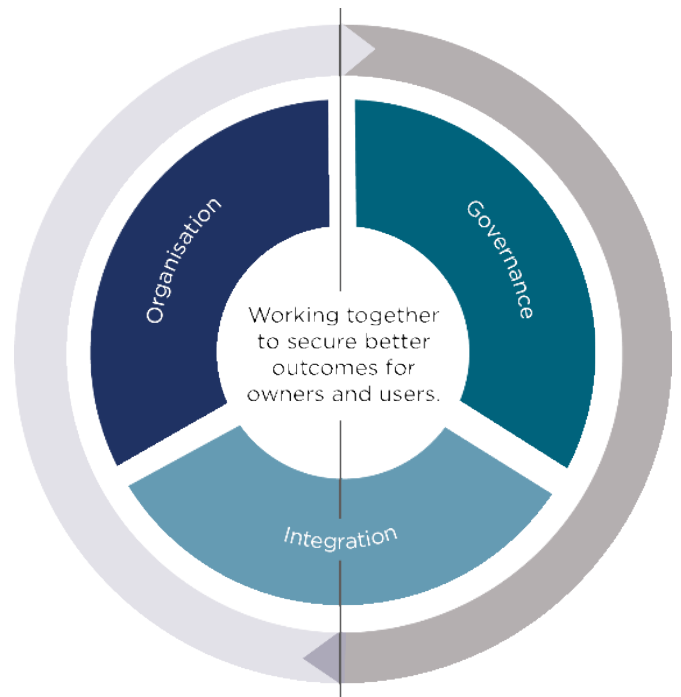 Organisation
Governance
Working together
to secure better
outcomes for
owners and users.
Integration